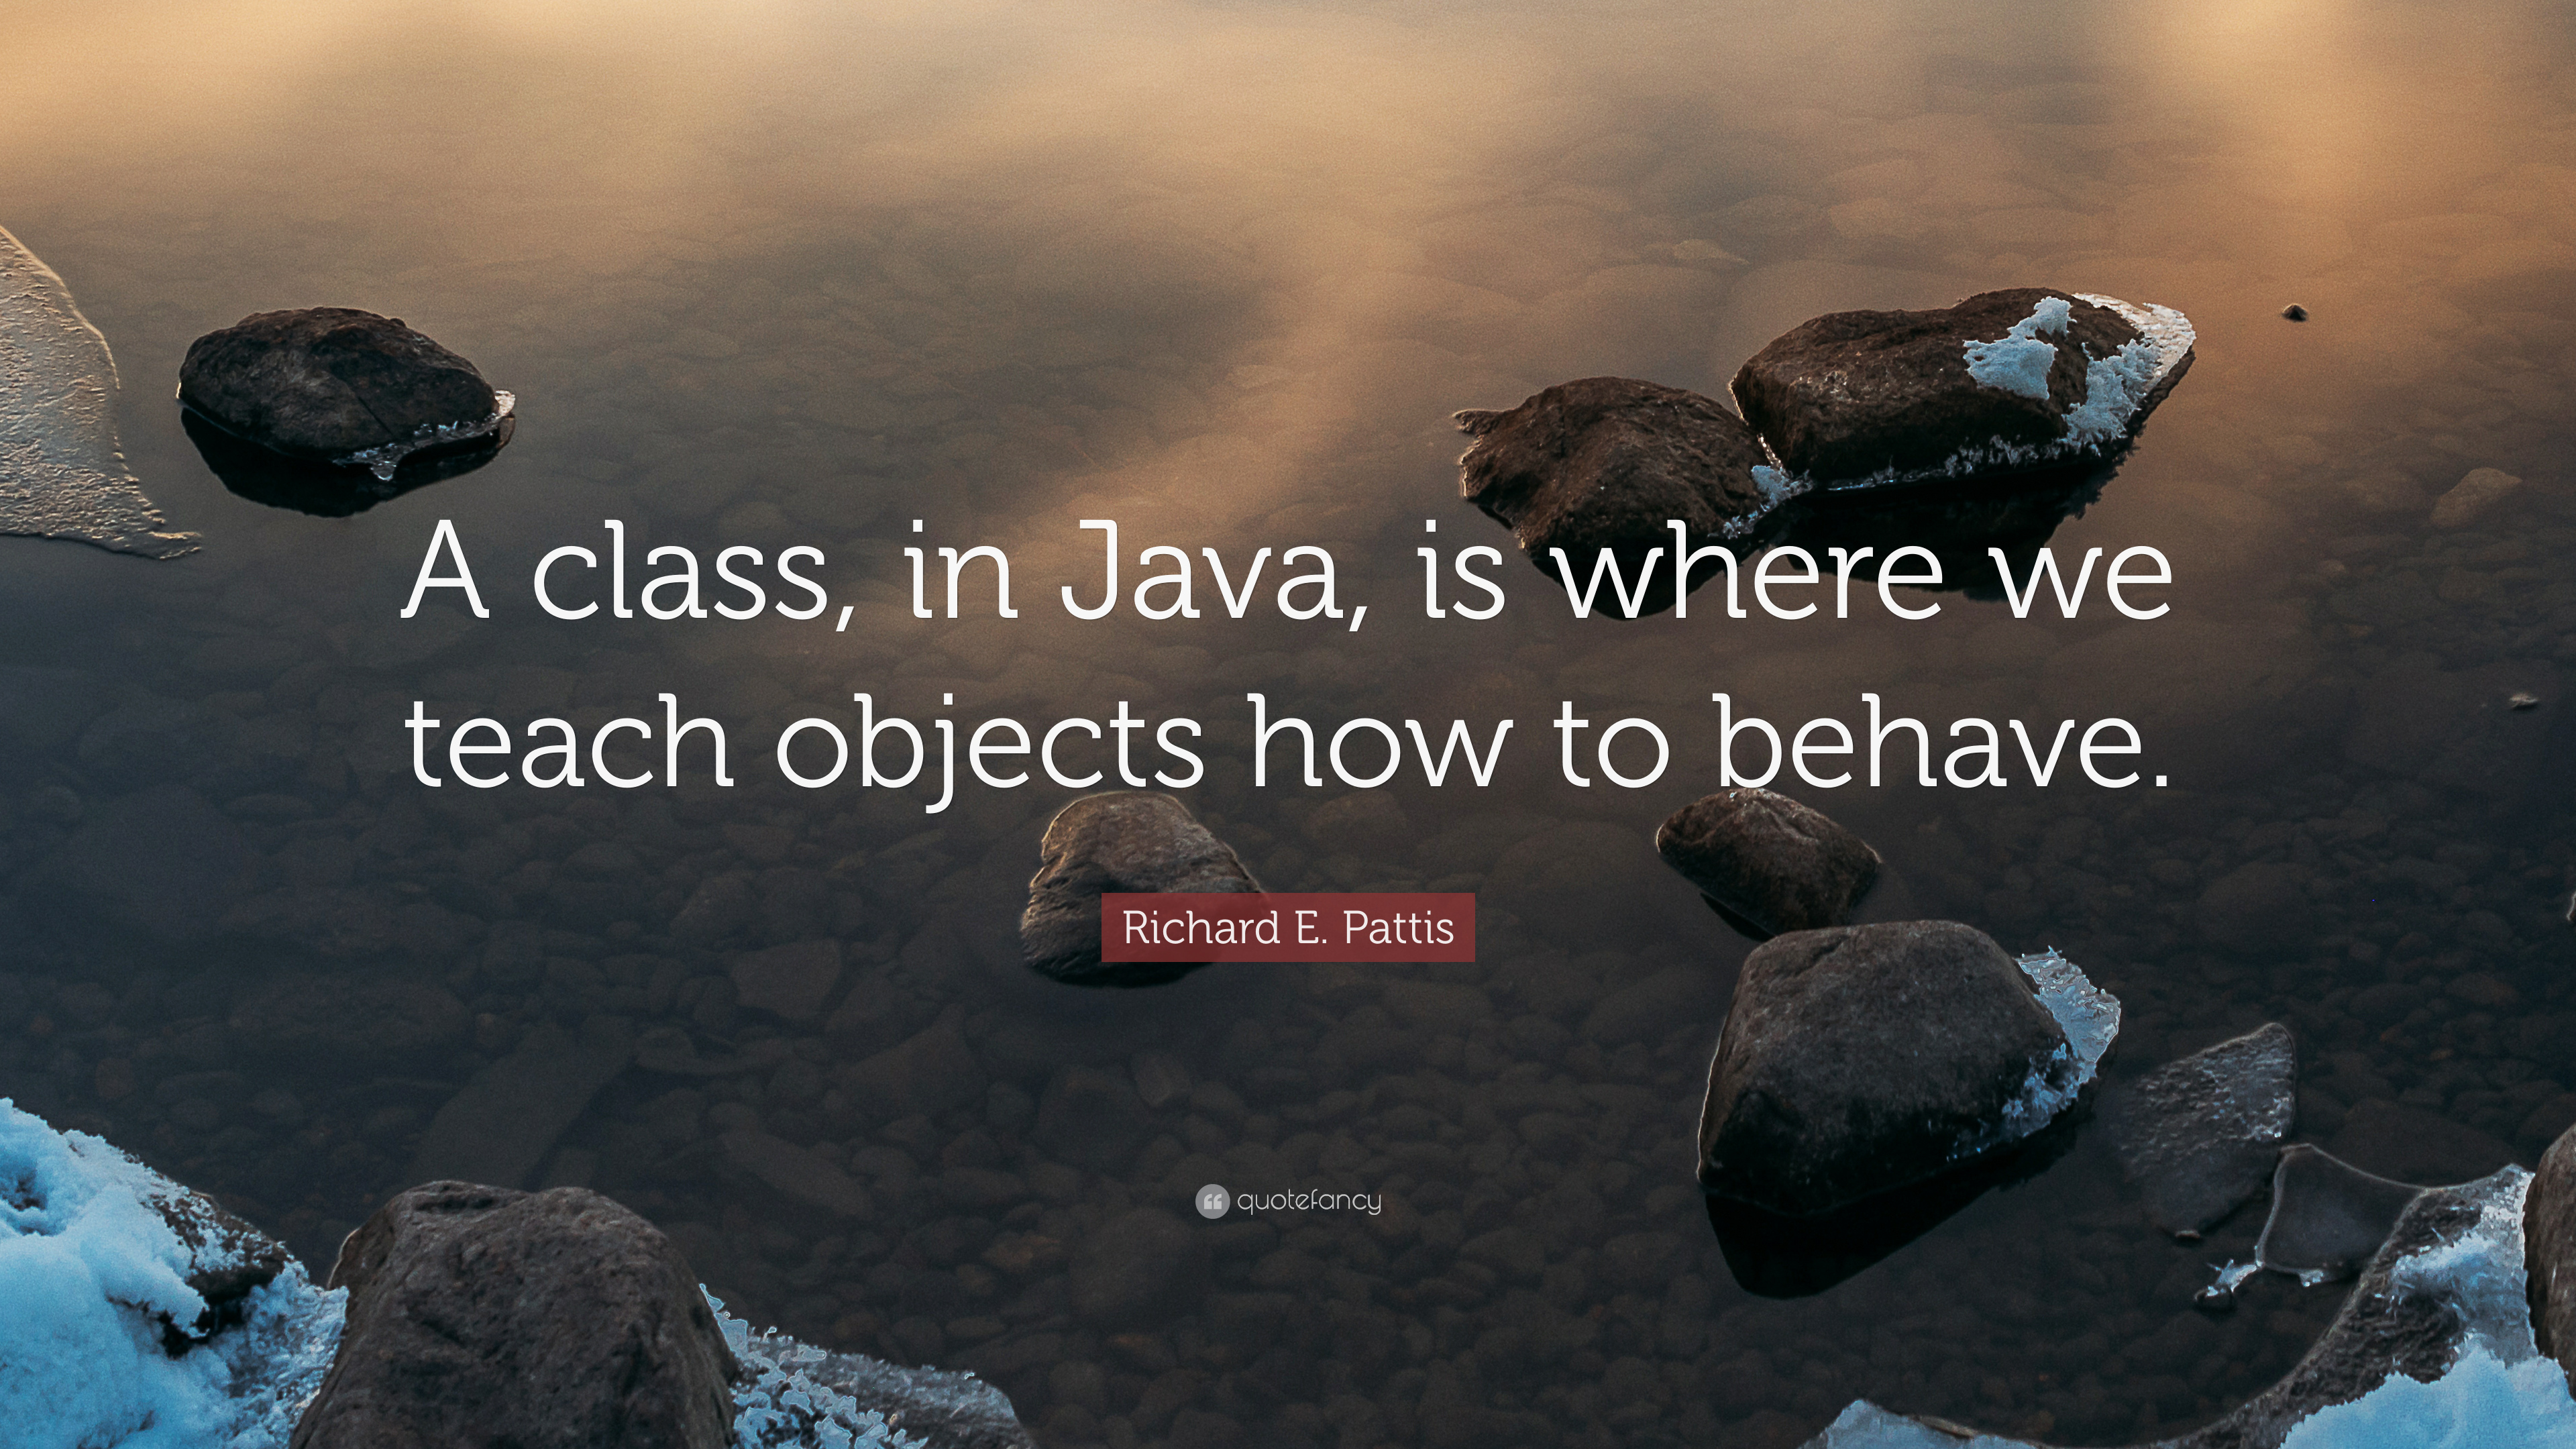 A class, in Java, is where we
teach objects how to behave.
Richard E. Pattis
quotefancy